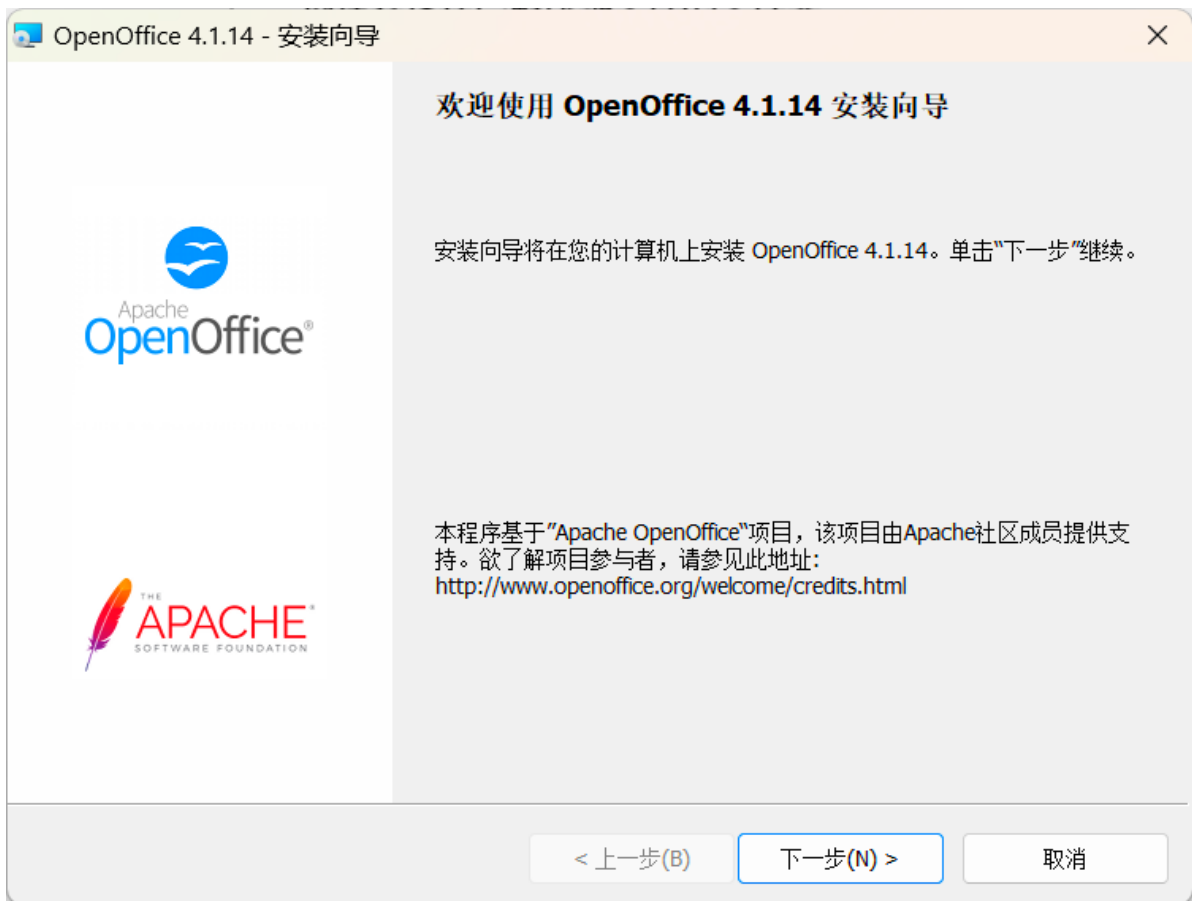 OpenOffice 4.1.14 - 安装向导
欢迎使用 OpenOffice 4.1.14 安装向导
Apache
OpenOffice®
安装向导将在您的计算机上安装 OpenOffice 4.1.14。单击“下一步”继续。
本程序基于”Apache OpenOffice“项目，该项目由Apache社区成员提供支
持。欲了解项目参与者，请参见此地址:
http://www.openoffice.org/welcome/credits.html
THE
APACHE®
SOFTWARE FOUNDATION
< 上一步(B)
下一步(N) >
取消